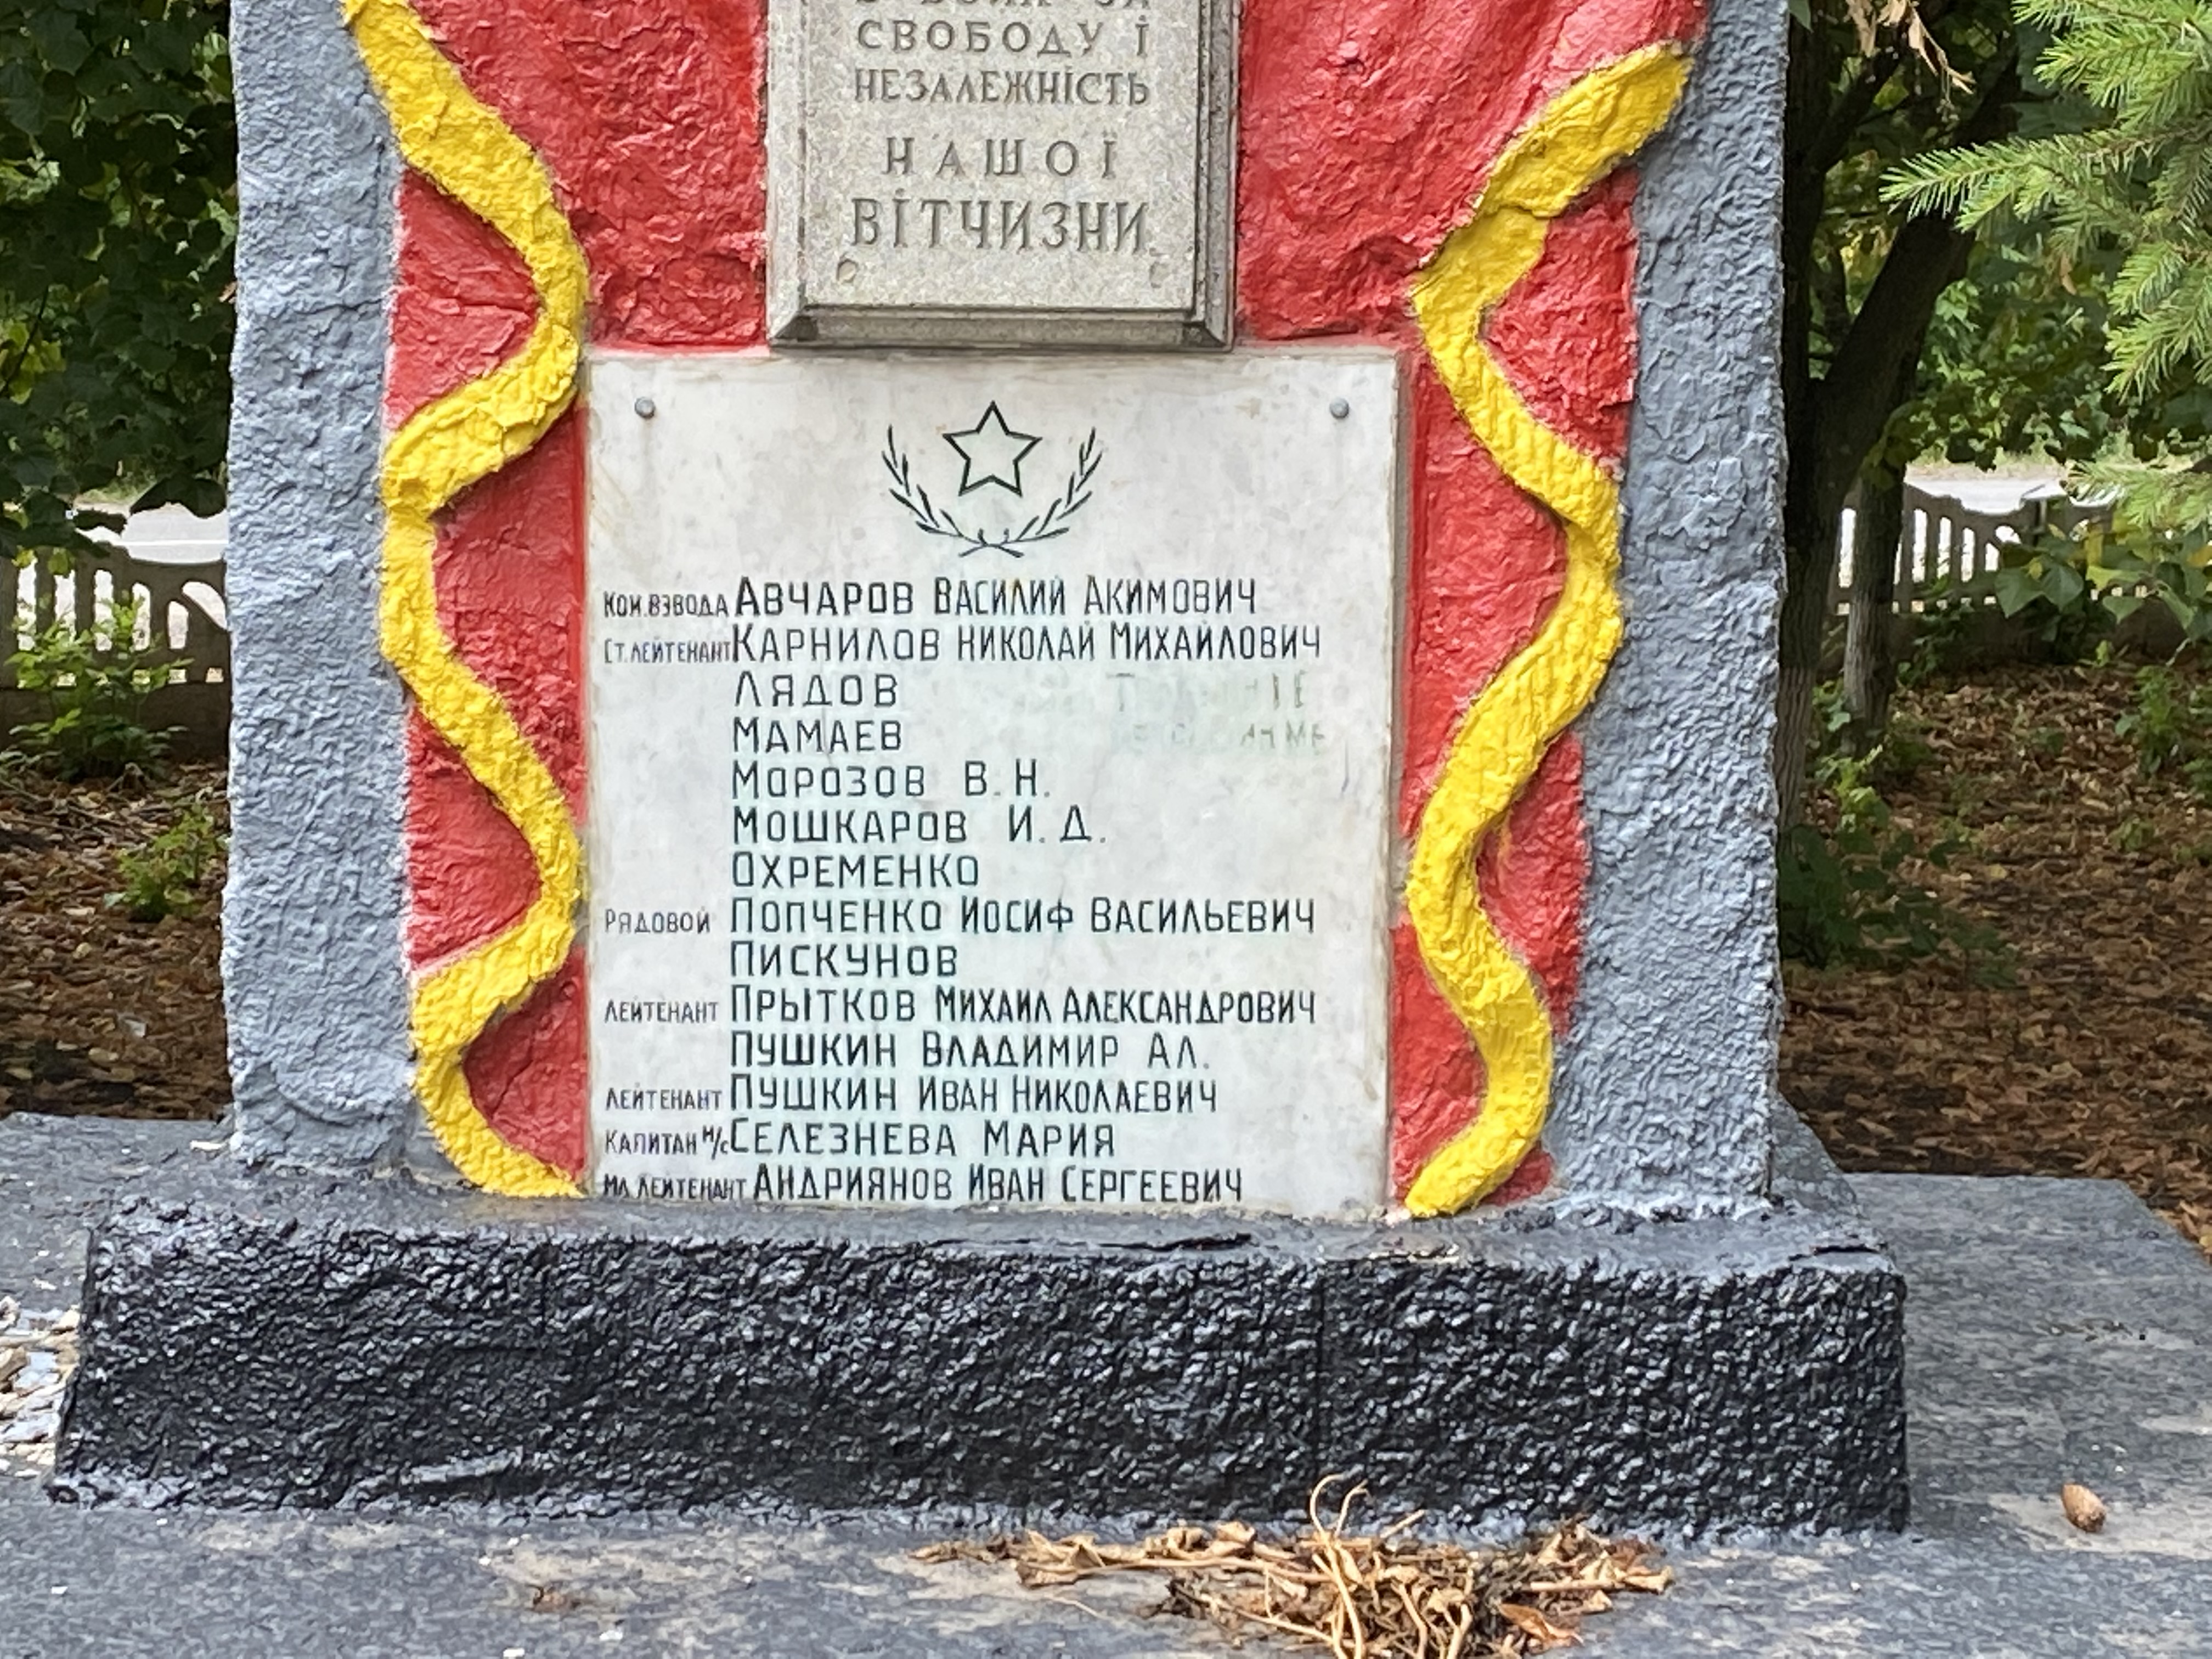 СВОБОДУ І
НЕЗАЛЕЖНІСТЬ
НАШОЇ
ВІТЧИЗНИ
КОМ.ВЗВОДА АВЧАРОВ ВАСИЛИЙ АКИМОВИЧ
СТ.ЛЕЙТЕНАНТ КАРНИЛОВ НИКОЛАЙ МИХАЙЛОВИЧ
ЛЯДОВ
МАМАЕВ
МОРОЗОВ В.Н.
МОШКАРОВ И.Д.
ОХРЕМЕНКО
РЯДОВОЙ ПОПЧЕНКО ИОСИФ ВАСИЛЬЕВИЧ
ПИСКУНОВ
ЛЕЙТЕНАНТ ПРЫТКОВ МИХАИЛ АЛЕКСАНДРОВИЧ
ПУШКИН ВЛАДИМИР АЛ.
ЛЕЙТЕНАНТ ПУШКИН ИВАН НИКОЛАЕВИЧ
КАПИТАН М/С СЕЛЕЗНЕВА МАРИЯ
МЛ ЛЕЙТЕНАНТ АНДРИЯНОВ ИВАН СЕРГЕЕВИЧ